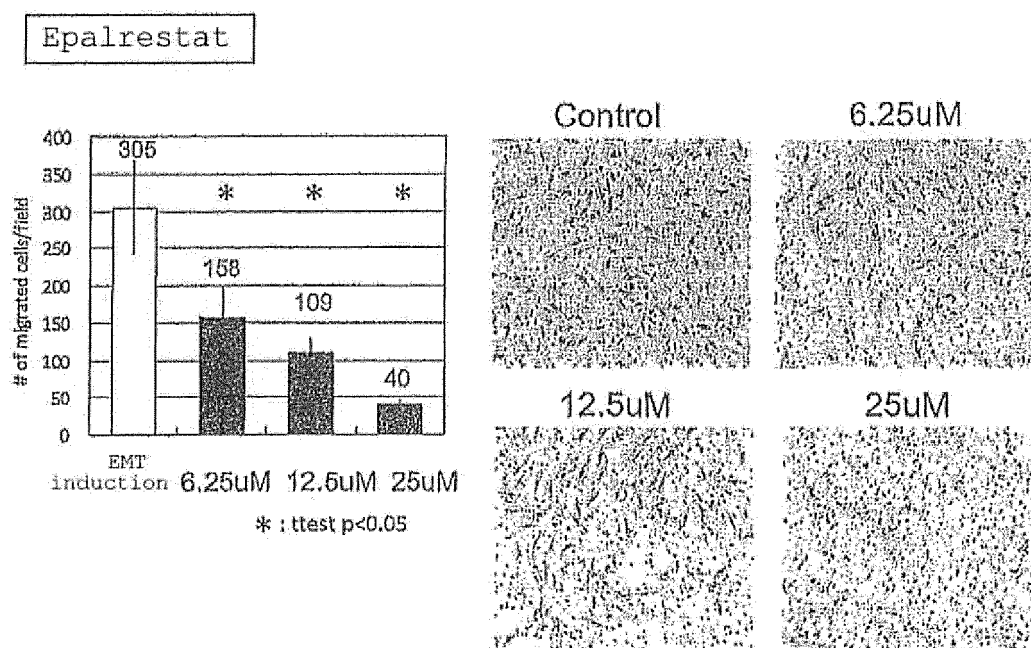 Epalrestat
400
350
300
250
200
150
100
50
0
# of migrated cells/field
305
158
109
40
* * *
EMT
induction 6.25uM 12.5uM 25uM
* : ttest p<0.05
Control
6.25uM
12.5uM
25uM